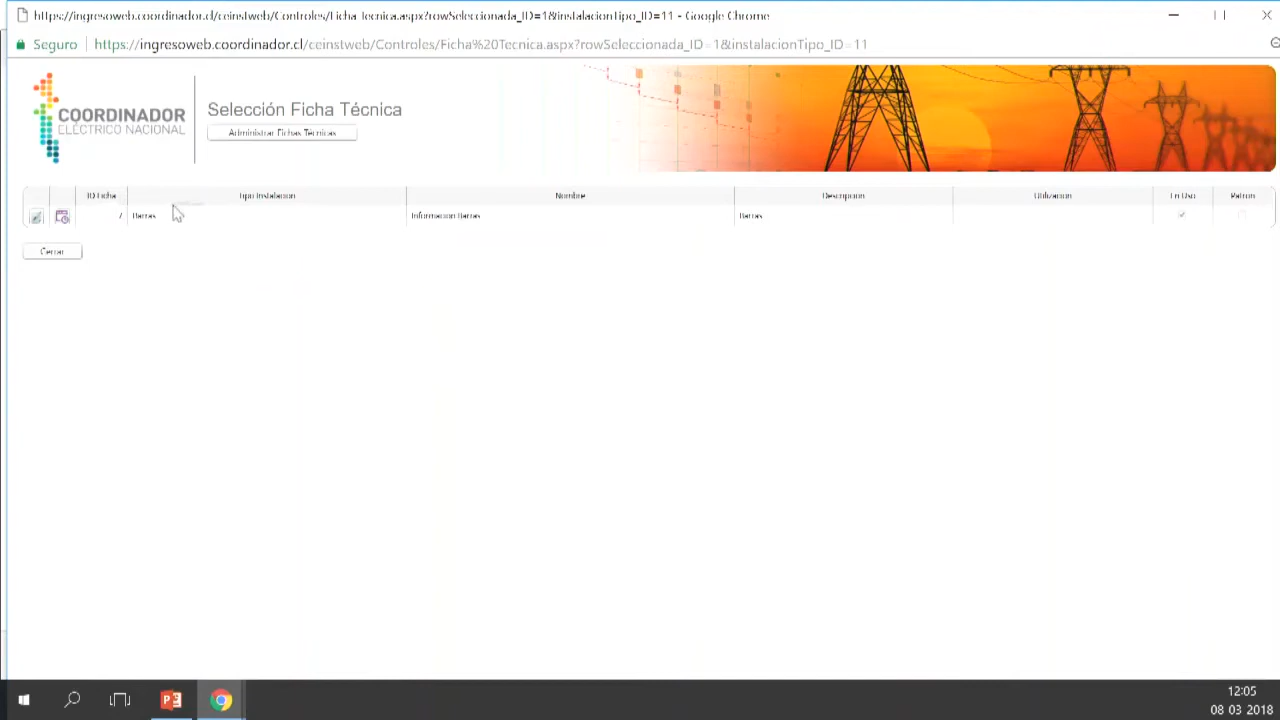 https://ingresoweb.coordinador.cl/ceinstweb/Controles/Ficha Tecnica.aspx?rowSeleccionada_ID=1&instalacionTipo_ID=11 - Google Chrome
Seguro https://ingresoweb.coordinador.cl/ceinstweb/Controles/Ficha%20Tecnica.aspx?rowSeleccionada_ID=1&instalacionTipo_ID=11
COORDINADOR
ELÉCTRICO NACIONAL
Selección Ficha Técnica
Administrar Fichas Técnicas
ID Ficha Tipo Instalacion Nombre Descripcion Utilizacion En Uso Patron
7 Barras Informacion Barras Barras
Cerrar
12:05
08-03-2018